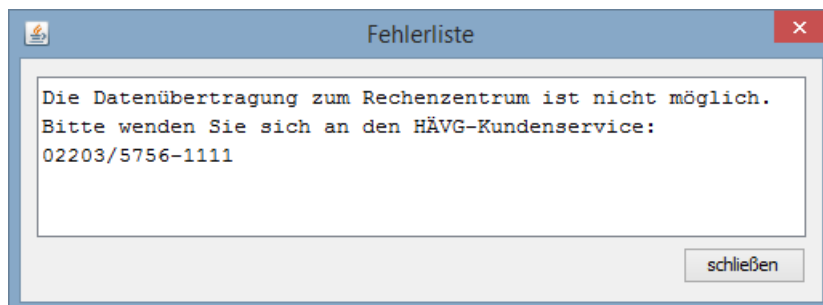 Fehlerliste
Die Datenübertragung zum Rechenzentrum ist nicht möglich.
Bitte wenden Sie sich an den HÄVG-Kundenservice:
02203/5756-1111
schließen